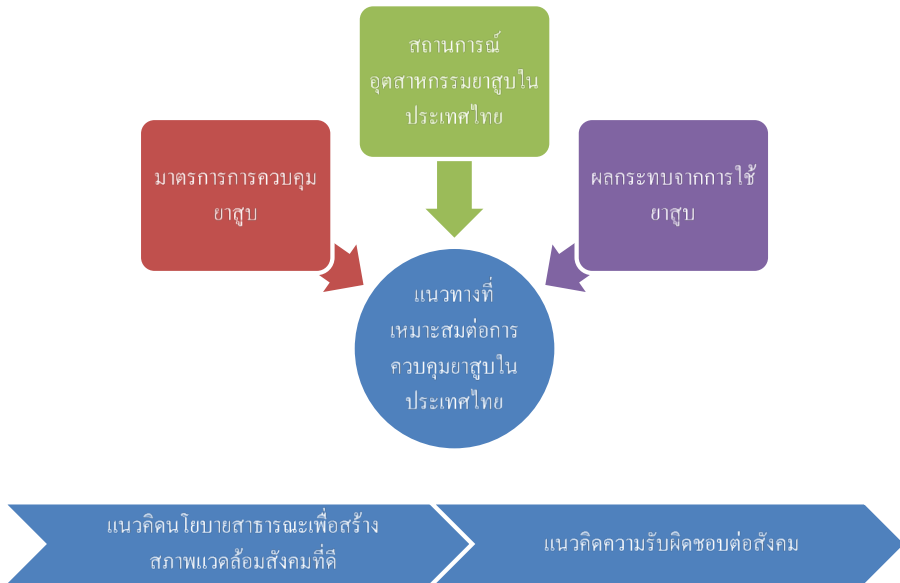 สถานการณ์
อุตสาหกรรมยาสูบใน
ประเทศไทย
มาตรการการควบคุม
ยาสูบ
ผลกระทบจากการใช้
ยาสูบ
แนวทางที่
เหมาะสมต่อการ
ควบคุมยาสูบใน
ประเทศไทย
แนวคิดนโยบายสาธารณะเพื่อสร้าง
สภาพแวดล้อมสังคมที่ดี
แนวคิดความรับผิดชอบต่อสังคม